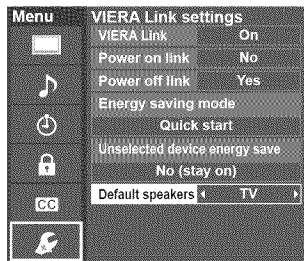 Menu
VIERA Link settings
VIERA Link On
Power on link No
Power off link Yes
Energy saving mode
Quick start
Unselected device energy save
No (stay on)
Default speakers TV
CC